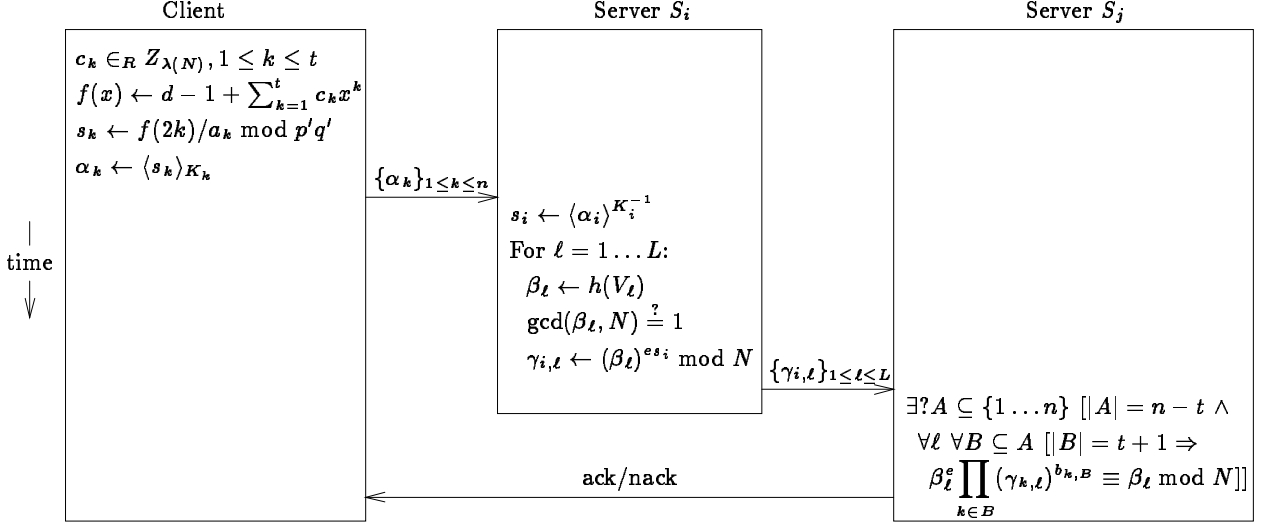 Client
Server S_i
Server S_j
c_k ∈_R Z_{λ(N)}, 1 ≤ k ≤ t
f(x) ← d − 1 + ∑_{k=1}^{t} c_k x^k
s_k ← f(2k)/a_k mod p′q′
α_k ← ⟨s_k⟩_{K_k}
{α_k}_{1≤k≤n}
time
s_i ← ⟨α_i⟩^{K_i^{−1}}
For ℓ = 1 … L:
β_ℓ ← h(V_ℓ)
gcd(β_ℓ, N) ≟ 1
γ_{i,ℓ} ← (β_ℓ)^{es_i} mod N
{γ_{i,ℓ}}_{1≤ℓ≤L}
∃?A ⊆ {1 … n} [|A| = n − t ∧
∀ℓ ∀B ⊆ A [|B| = t + 1 ⇒
β_ℓ^e ∏_{k∈B} (γ_{k,ℓ})^{b_{k,B}} ≡ β_ℓ mod N]]
ack/nack